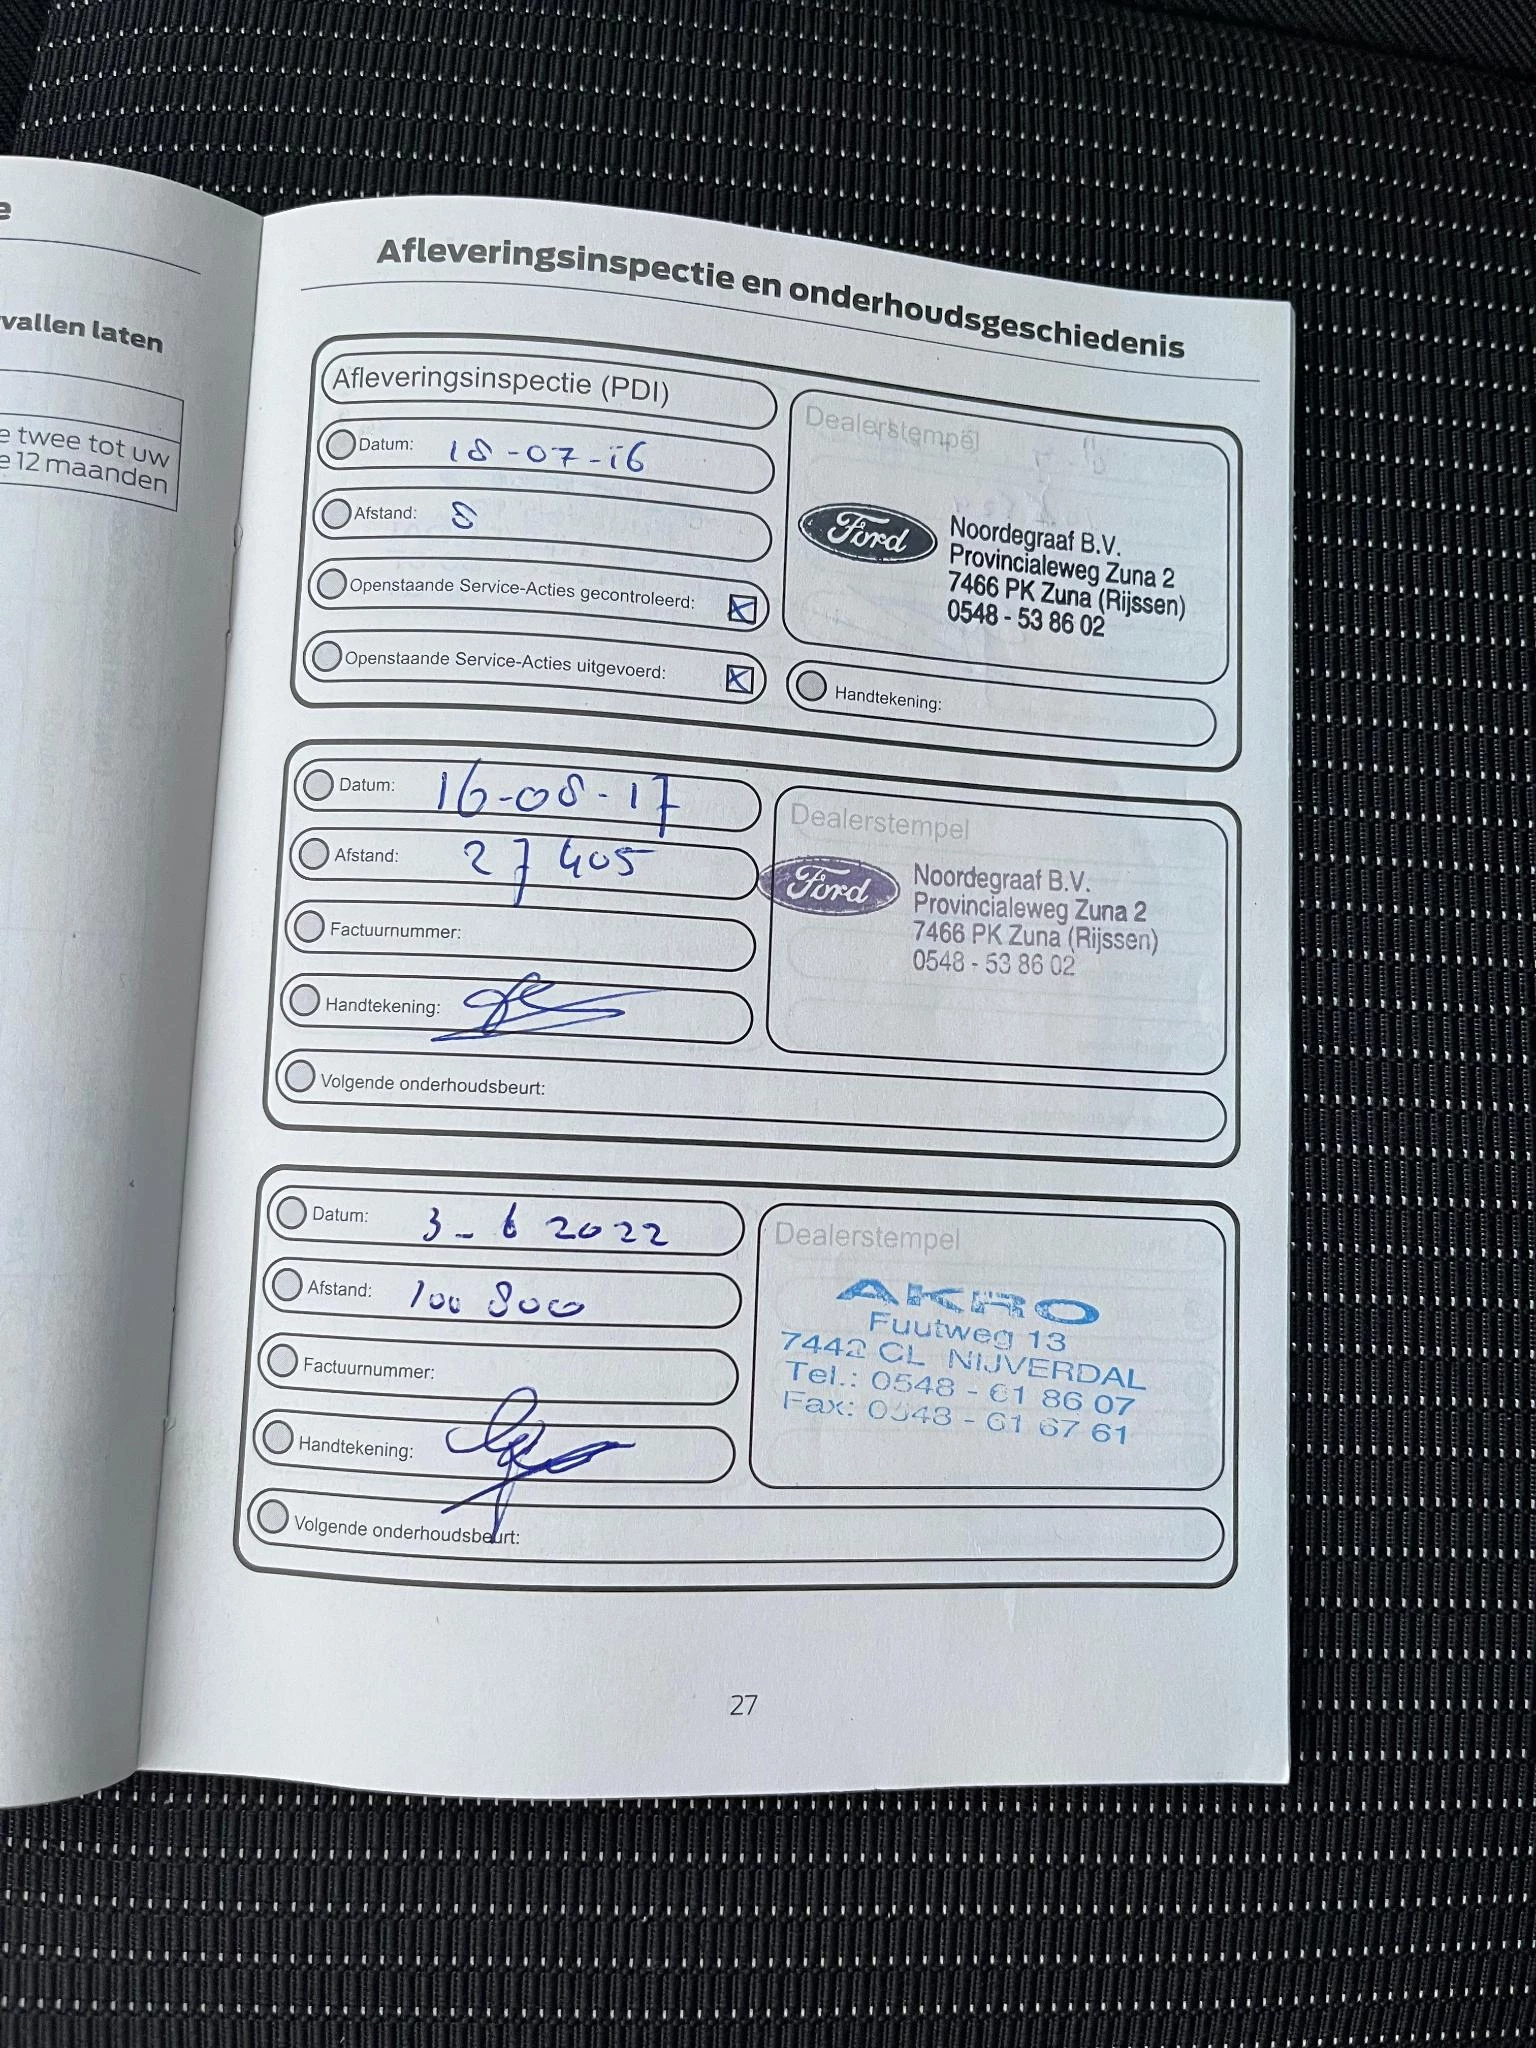 e
vallen laten
e twee tot uw
e 12 maanden
Afleveringsinspectie en onderhoudsgeschiedenis
Afleveringsinspectie (PDI)
Datum: 18-07-16
Afstand: 8
Openstaande Service-Acties gecontroleerd: X
Openstaande Service-Acties uitgevoerd: X
Dealerstempel
Ford
Noordegraaf B.V.
Provincialeweg Zuna 2
7466 PK Zuna (Rijssen)
0548 - 53 86 02
Handtekening:
Datum: 16-08-17
Afstand: 27 405
Factuurnummer:
Handtekening:
Dealerstempel
Ford
Noordegraaf B.V.
Provincialeweg Zuna 2
7466 PK Zuna (Rijssen)
0548 - 53 86 02
Volgende onderhoudsbeurt:
Datum: 3-6 2022
Afstand: 100 800
Factuurnummer:
Handtekening:
Dealerstempel
AKRO
Fuutweg 13
7442 CL NIJVERDAL
Tel.: 0548 - 61 86 07
Fax: 0548 - 61 67 61
Volgende onderhoudsbeurt:
27